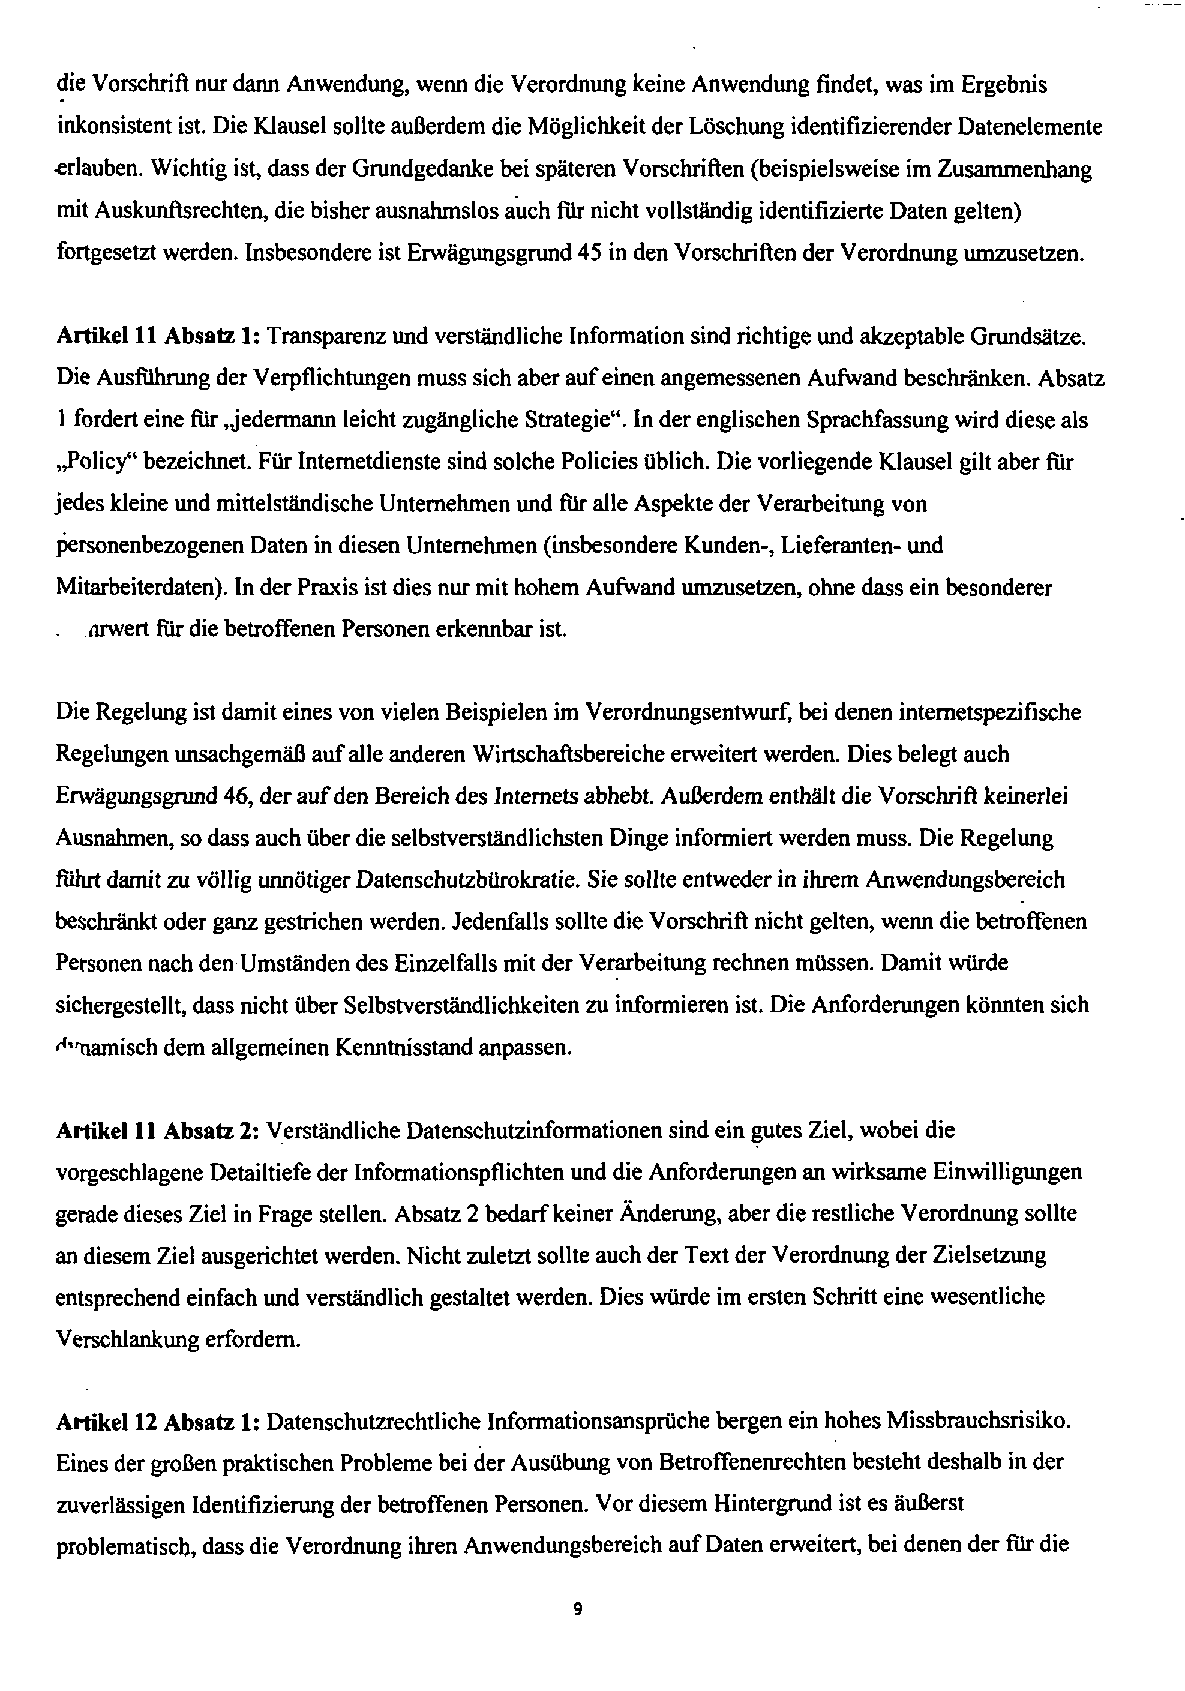 die Vorschrift nur dann Anwendung, wenn die Verordnung keine Anwendung findet, was im Ergebnis
inkonsistent ist. Die Klausel sollte außerdem die Möglichkeit der Löschung identifizierender Datenelemente
erlauben. Wichtig ist, dass der Grundgedanke bei späteren Vorschriften (beispielsweise im Zusammenhang
mit Auskunftsrechten, die bisher ausnahmslos auch für nicht vollständig identifizierte Daten gelten)
fortgesetzt werden. Insbesondere ist Erwägungsgrund 45 in den Vorschriften der Verordnung umzusetzen.
Artikel 11 Absatz 1: Transparenz und verständliche Information sind richtige und akzeptable Grundsätze.
Die Ausführung der Verpflichtungen muss sich aber auf einen angemessenen Aufwand beschränken. Absatz
1 fordert eine für „jedermann leicht zugängliche Strategie“. In der englischen Sprachfassung wird diese als
„Policy“ bezeichnet. Für Internetdienste sind solche Policies üblich. Die vorliegende Klausel gilt aber für
jedes kleine und mittelständische Unternehmen und für alle Aspekte der Verarbeitung von
personenbezogenen Daten in diesen Unternehmen (insbesondere Kunden-, Lieferanten- und
Mitarbeiterdaten). In der Praxis ist dies nur mit hohem Aufwand umzusetzen, ohne dass ein besonderer
für die betroffenen Personen erkennbar ist.
Die Regelung ist damit eines von vielen Beispielen im Verordnungsentwurf, bei denen internetspezifische
Regelungen unsachgemäß auf alle anderen Wirtschaftsbereiche erweitert werden. Dies belegt auch
Erwägungsgrund 46, der auf den Bereich des Internets abhebt. Außerdem enthält die Vorschrift keinerlei
Ausnahmen, so dass auch über die selbstverständlichsten Dinge informiert werden muss. Die Regelung
führt damit zu völlig unnötiger Datenschutzbürokratie. Sie sollte entweder in ihrem Anwendungsbereich
beschränkt oder ganz gestrichen werden. Jedenfalls sollte die Vorschrift nicht gelten, wenn die betroffenen
Personen nach den Umständen des Einzelfalls mit der Verarbeitung rechnen müssen. Damit würde
sichergestellt, dass nicht über Selbstverständlichkeiten zu informieren ist. Die Anforderungen könnten sich
dynamisch dem allgemeinen Kenntnisstand anpassen.
Artikel 11 Absatz 2: Verständliche Datenschutzinformationen sind ein gutes Ziel, wobei die
vorgeschlagene Detailtiefe der Informationspflichten und die Anforderungen an wirksame Einwilligungen
gerade dieses Ziel in Frage stellen. Absatz 2 bedarf keiner Änderung, aber die restliche Verordnung sollte
an diesem Ziel ausgerichtet werden. Nicht zuletzt sollte auch der Text der Verordnung der Zielsetzung
entsprechend einfach und verständlich gestaltet werden. Dies würde im ersten Schritt eine wesentliche
Verschlankung erfordern.
Artikel 12 Absatz 1: Datenschutzrechtliche Informationsansprüche bergen ein hohes Missbrauchsrisiko.
Eines der großen praktischen Probleme bei der Ausübung von Betroffenenrechten besteht deshalb in der
zuverlässigen Identifizierung der betroffenen Personen. Vor diesem Hintergrund ist es äußerst
problematisch, dass die Verordnung ihren Anwendungsbereich auf Daten erweitert, bei denen der für die
9